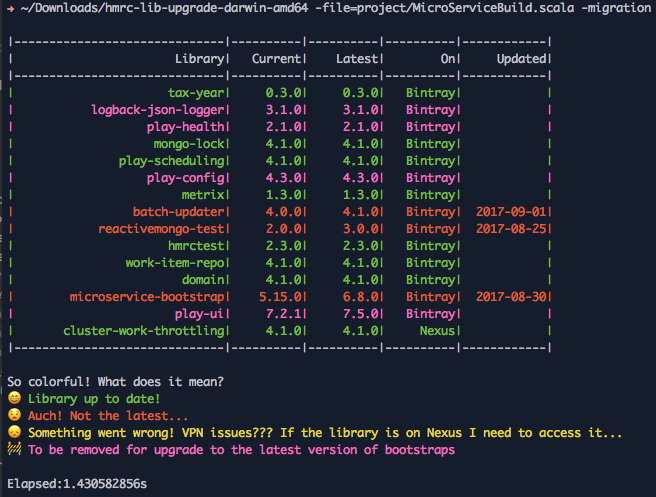 ➜ ~/Downloads/hmrc-lib-upgrade-darwin-amd64 -file=project/MicroServiceBuild.scala -migration
|-------------------------|----------|----------|----------|------------|
| Library| Current| Latest| On| Updated|
|-------------------------|----------|----------|----------|------------|
| tax-year| 0.3.0| 0.3.0| Bintray| |
| logback-json-logger| 3.1.0| 3.1.0| Bintray| |
| play-health| 2.1.0| 2.1.0| Bintray| |
| mongo-lock| 4.1.0| 4.1.0| Bintray| |
| play-scheduling| 4.1.0| 4.1.0| Bintray| |
| play-config| 4.3.0| 4.3.0| Bintray| |
| metrix| 1.3.0| 1.3.0| Bintray| |
| batch-updater| 4.0.0| 4.1.0| Bintray| 2017-09-01|
| reactivemongo-test| 2.0.0| 3.0.0| Bintray| 2017-08-25|
| hmrctest| 2.3.0| 2.3.0| Bintray| |
| work-item-repo| 4.1.0| 4.1.0| Bintray| |
| domain| 4.1.0| 4.1.0| Bintray| |
| microservice-bootstrap| 5.15.0| 6.8.0| Bintray| 2017-08-30|
| play-ui| 7.2.1| 7.5.0| Bintray| |
| cluster-work-throttling| 4.1.0| 4.1.0| Nexus| |
|-------------------------|----------|----------|----------|------------|
So colorful! What does it mean?
😄 Library up to date!
😟 Auch! Not the latest...
😞 Something went wrong! VPN issues??? If the library is on Nexus I need to access it...
🚧 To be removed for upgrade to the latest version of bootstraps
Elapsed:1.430582856s